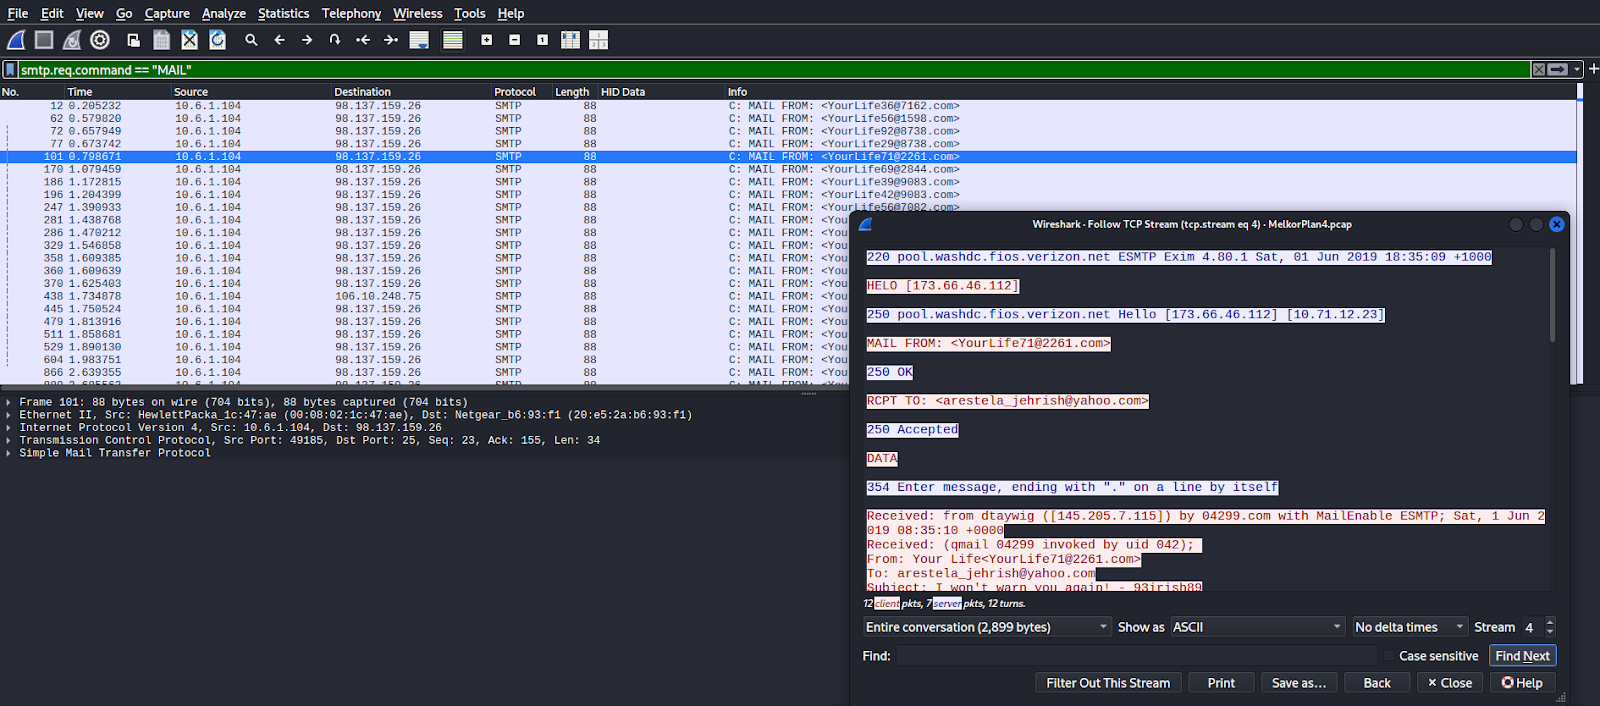 File Edit View Go Capture Analyze Statistics Telephony Wireless Tools Help
smtp.req.command == "MAIL"
No. Time Source Destination Protocol Length HID Data Info
12 0.205232 10.6.1.104 98.137.159.26 SMTP 88 C: MAIL FROM: <YourLife36@7162.com>
62 0.579820 10.6.1.104 98.137.159.26 SMTP 88 C: MAIL FROM: <YourLife56@1598.com>
72 0.657949 10.6.1.104 98.137.159.26 SMTP 88 C: MAIL FROM: <YourLife92@8738.com>
77 0.673742 10.6.1.104 98.137.159.26 SMTP 88 C: MAIL FROM: <YourLife29@8738.com>
101 0.798671 10.6.1.104 98.137.159.26 SMTP 88 C: MAIL FROM: <YourLife71@2261.com>
170 1.079459 10.6.1.104 98.137.159.26 SMTP 88 C: MAIL FROM: <YourLife69@2844.com>
186 1.172815 10.6.1.104 98.137.159.26 SMTP 88 C: MAIL FROM: <YourLife39@9083.com>
196 1.204399 10.6.1.104 98.137.159.26 SMTP 88 C: MAIL FROM: <YourLife42@9083.com>
247 1.390933 10.6.1.104 98.137.159.26 SMTP 88 C: MAIL FROM: <YourLife56@7082.com>
281 1.438768 10.6.1.104 98.137.159.26 SMTP 88 C: MAIL FROM: <You
286 1.470212 10.6.1.104 98.137.159.26 SMTP 88 C: MAIL FROM: <You
329 1.546858 10.6.1.104 98.137.159.26 SMTP 88 C: MAIL FROM: <You
358 1.609385 10.6.1.104 98.137.159.26 SMTP 88 C: MAIL FROM: <You
360 1.609639 10.6.1.104 98.137.159.26 SMTP 88 C: MAIL FROM: <You
370 1.625403 10.6.1.104 98.137.159.26 SMTP 88 C: MAIL FROM: <You
438 1.734878 10.6.1.104 106.10.248.75 SMTP 88 C: MAIL FROM: <You
445 1.750524 10.6.1.104 98.137.159.26 SMTP 88 C: MAIL FROM: <You
479 1.813916 10.6.1.104 98.137.159.26 SMTP 88 C: MAIL FROM: <You
511 1.858681 10.6.1.104 98.137.159.26 SMTP 88 C: MAIL FROM: <You
529 1.890130 10.6.1.104 98.137.159.26 SMTP 88 C: MAIL FROM: <You
604 1.983751 10.6.1.104 98.137.159.26 SMTP 88 C: MAIL FROM: <You
866 2.639355 10.6.1.104 98.137.159.26 SMTP 88 C: MAIL FROM: <You
Frame 101: 88 bytes on wire (704 bits), 88 bytes captured (704 bits)
Ethernet II, Src: HewlettPacka_1c:47:ae (00:08:02:1c:47:ae), Dst: Netgear_b6:93:f1 (20:e5:2a:b6:93:f1)
Internet Protocol Version 4, Src: 10.6.1.104, Dst: 98.137.159.26
Transmission Control Protocol, Src Port: 49185, Dst Port: 25, Seq: 23, Ack: 155, Len: 34
Simple Mail Transfer Protocol
Wireshark · Follow TCP Stream (tcp.stream eq 4) · MelkorPlan4.pcap
220 pool.washdc.fios.verizon.net ESMTP Exim 4.80.1 Sat, 01 Jun 2019 18:35:09 +1000
HELO [173.66.46.112]
250 pool.washdc.fios.verizon.net Hello [173.66.46.112] [10.71.12.23]
MAIL FROM: <YourLife71@2261.com>
250 OK
RCPT TO: <arestela_jehrish@yahoo.com>
250 Accepted
DATA
354 Enter message, ending with "." on a line by itself
Received: from dtaywig ([145.205.7.115]) by 04299.com with MailEnable ESMTP; Sat, 1 Jun 2
019 08:35:10 +0000
Received: (qmail 04299 invoked by uid 042);
From: Your Life<YourLife71@2261.com>
To: arestela_jehrish@yahoo.com
Subject: I won't warn you again! - 93irish89
12 client pkts, 7 server pkts, 12 turns.
Entire conversation (2,899 bytes) Show as ASCII No delta times Stream 4
Find: Case sensitive Find Next
Filter Out This Stream Print Save as… Back × Close Help